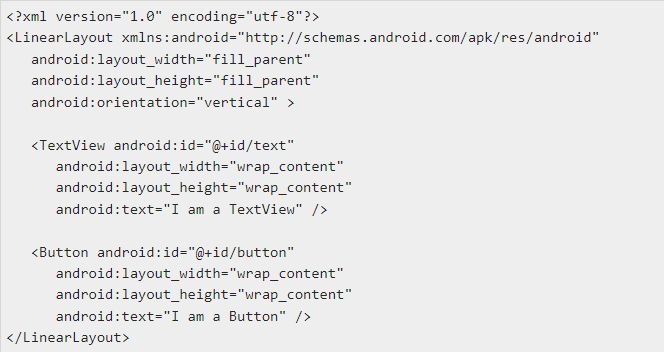 <?xml version="1.0" encoding="utf-8"?>
<LinearLayout xmlns:android="http://schemas.android.com/apk/res/android"
   android:layout_width="fill_parent"
   android:layout_height="fill_parent"
   android:orientation="vertical" >

   <TextView android:id="@+id/text"
      android:layout_width="wrap_content"
      android:layout_height="wrap_content"
      android:text="I am a TextView" />

   <Button android:id="@+id/button"
      android:layout_width="wrap_content"
      android:layout_height="wrap_content"
      android:text="I am a Button" />
</LinearLayout>